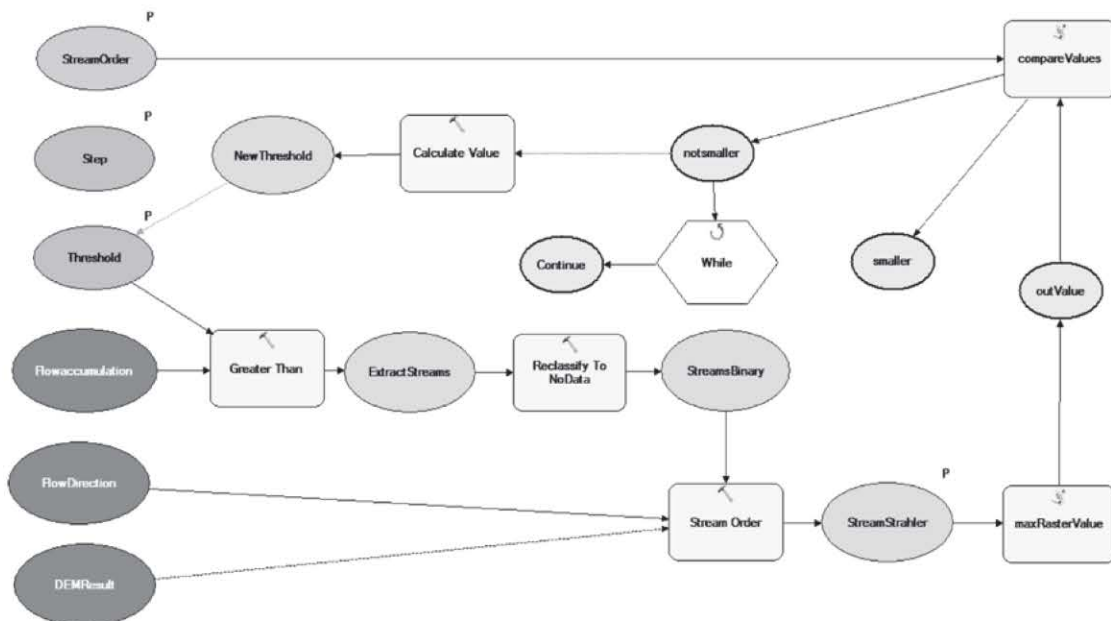 P
StreamOrder
compareValues
P
Step
NewThreshold
Calculate Value
notsmaller
P
Threshold
Continue
While
smaller
outValue
Flowaccumulation
Greater Than
ExtractStreams
Reclassify To
NoData
StreamsBinary
FlowDirection
P
Stream Order
StreamStrahler
maxRasterValue
DEMResult